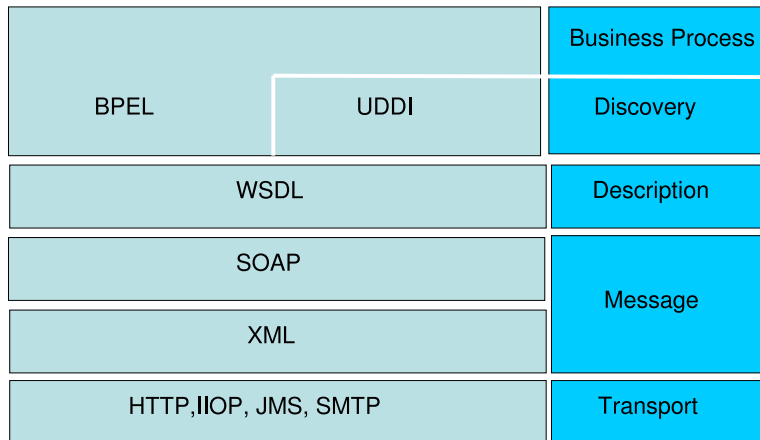 Business Process
BPEL
UDDI
Discovery
WSDL
Description
SOAP
Message
XML
HTTP,IIOP, JMS, SMTP
Transport